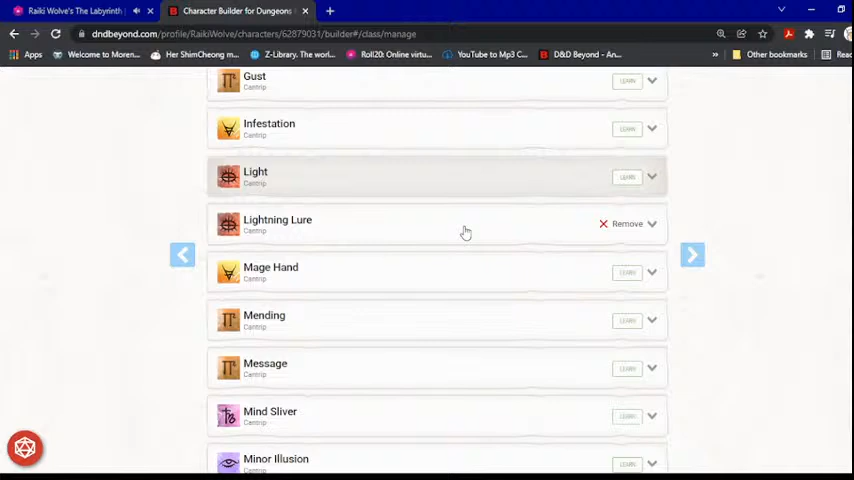 Raiki Wolve's The Labyrinth |
Character Builder for Dungeons
dndbeyond.com/profile/RaikiWolve/characters/62879031/builder#/class/manage
Apps
Welcome to Moren...
Her ShimCheong m...
Z-Library. The worl...
Roll20: Online virtu...
YouTube to Mp3 C...
D&D Beyond - An...
»
Other bookmarks
Gust
Cantrip
LEARN
Infestation
Cantrip
LEARN
Light
Cantrip
LEARN
Lightning Lure
Cantrip
Remove
Mage Hand
Cantrip
LEARN
Mending
Cantrip
LEARN
Message
Cantrip
LEARN
Mind Sliver
Cantrip
LEARN
Minor Illusion
Cantrip
LEARN